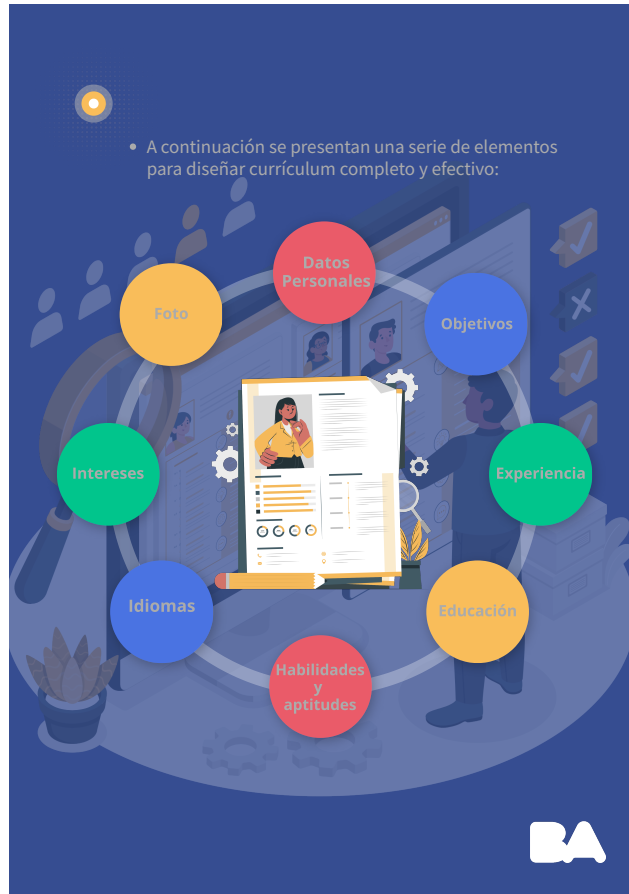 • A continuación se presentan una serie de elementos
para diseñar currículum completo y efectivo:
Datos
Personales
Foto
Objetivos
Intereses
Experiencia
Idiomas
Educación
Habilidades
y
aptitudes
BA